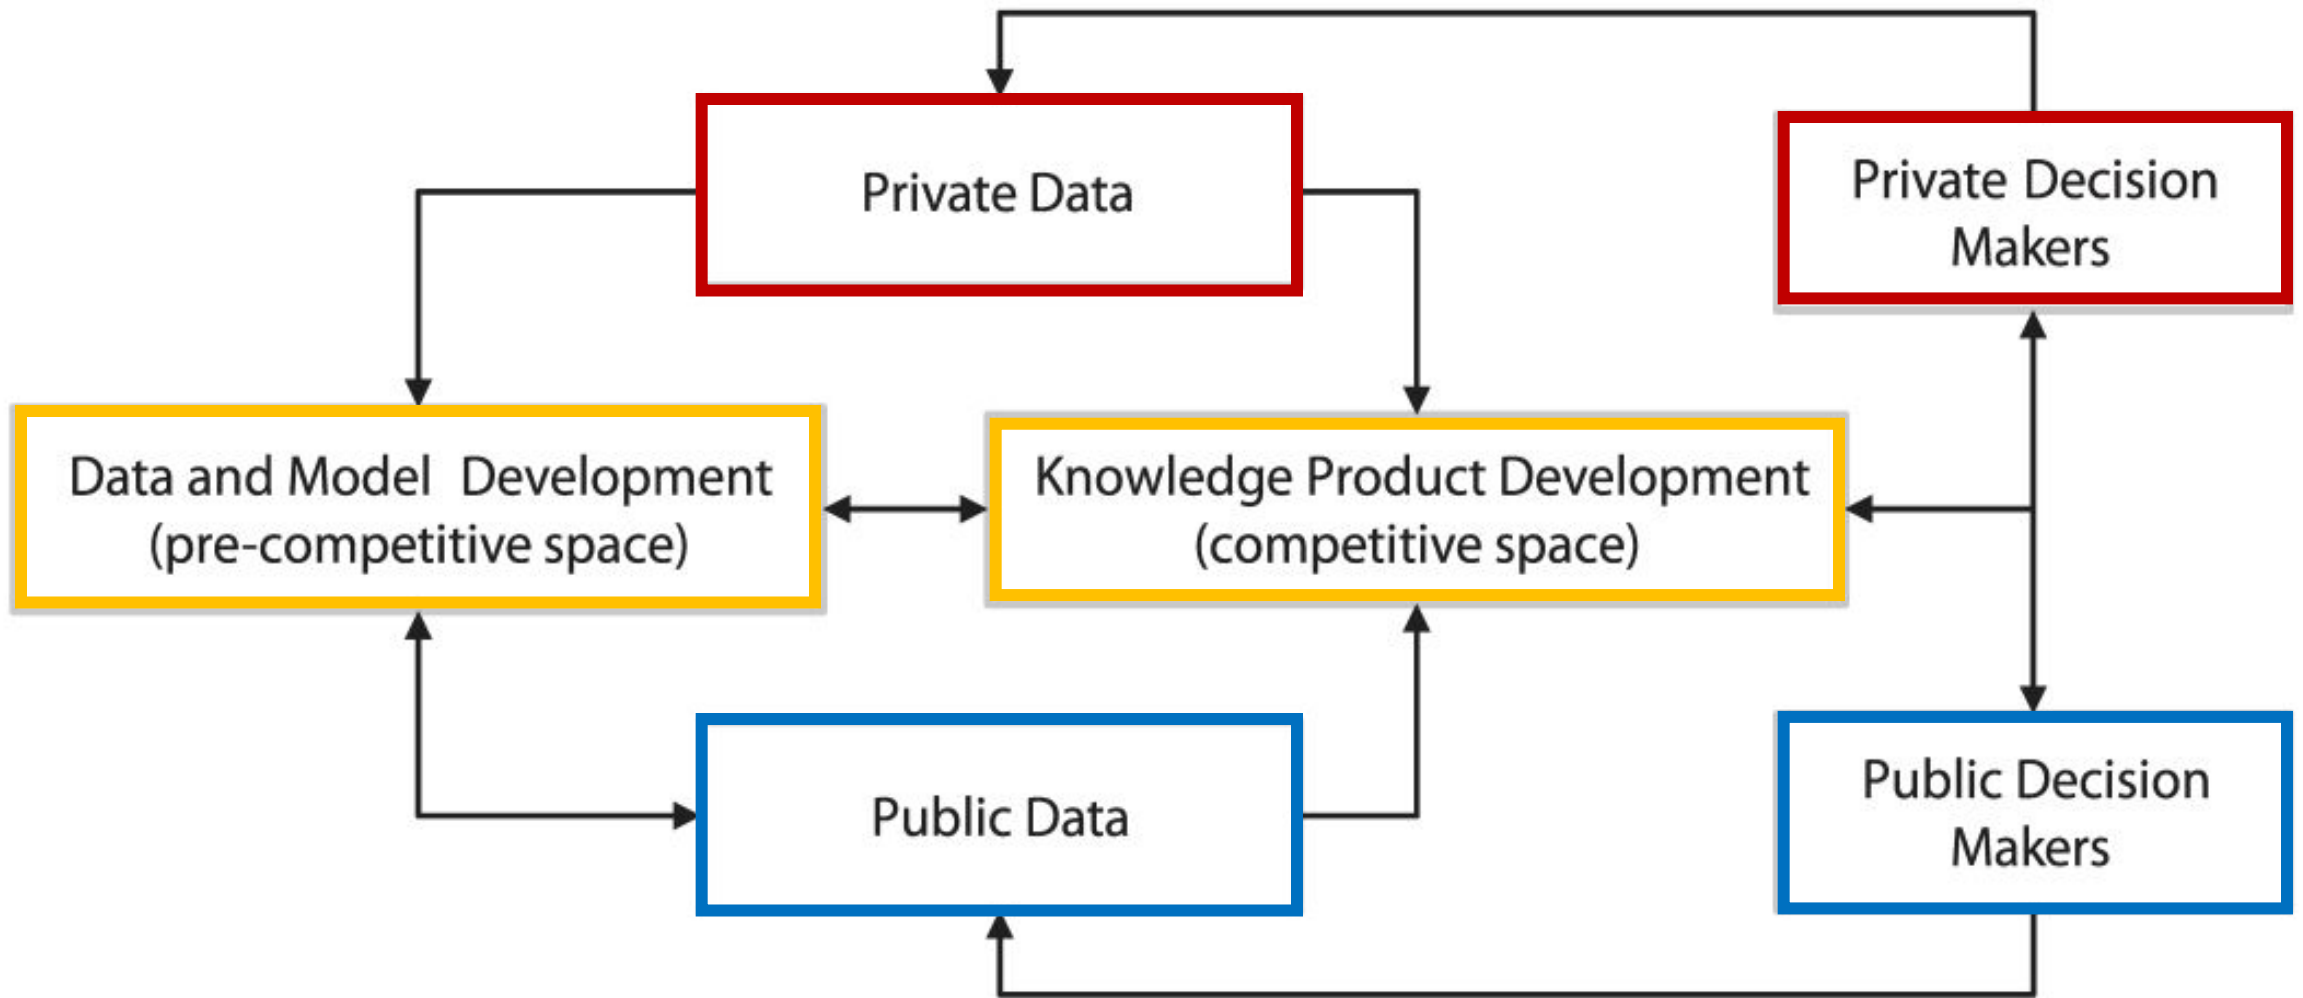 Private Data
Private Decision
Makers
Data and Model Development
(pre-competitive space)
Knowledge Product Development
(competitive space)
Public Data
Public Decision
Makers